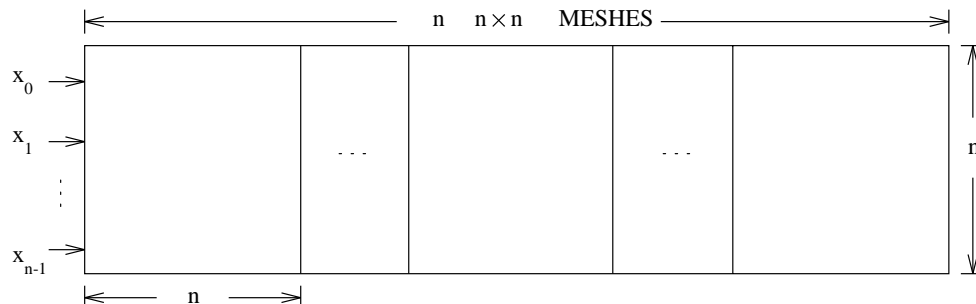 n n × n MESHES
x0
x1
. . .
. . .
. . .
n
xn-1
n